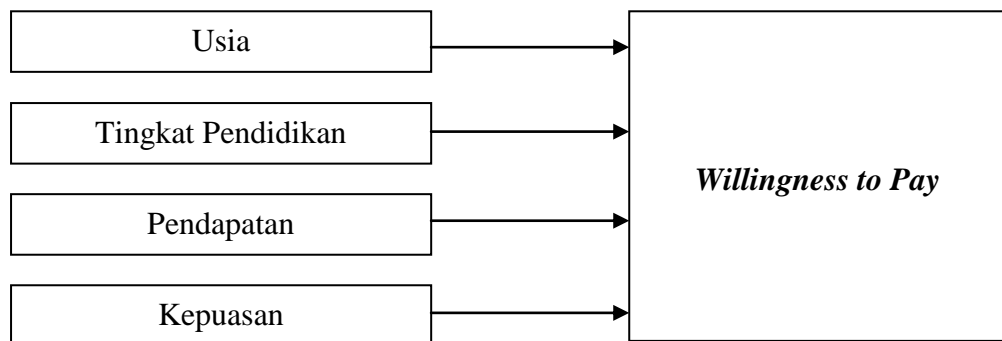 Usia
Tingkat Pendidikan
Pendapatan
Kepuasan
Willingness to Pay